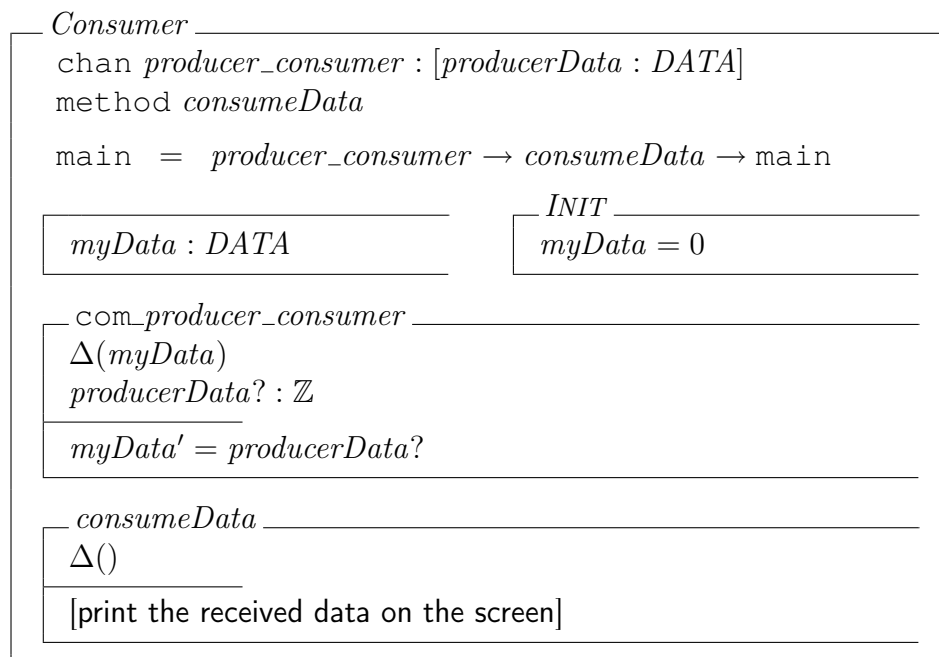 Consumer
chan producer_consumer : [producerData : DATA]
method consumeData
main = producer_consumer → consumeData → main
myData : DATA
INIT
myData = 0
com_producer_consumer
Δ(myData)
producerData? : ℤ
myData′ = producerData?
consumeData
Δ()
[print the received data on the screen]